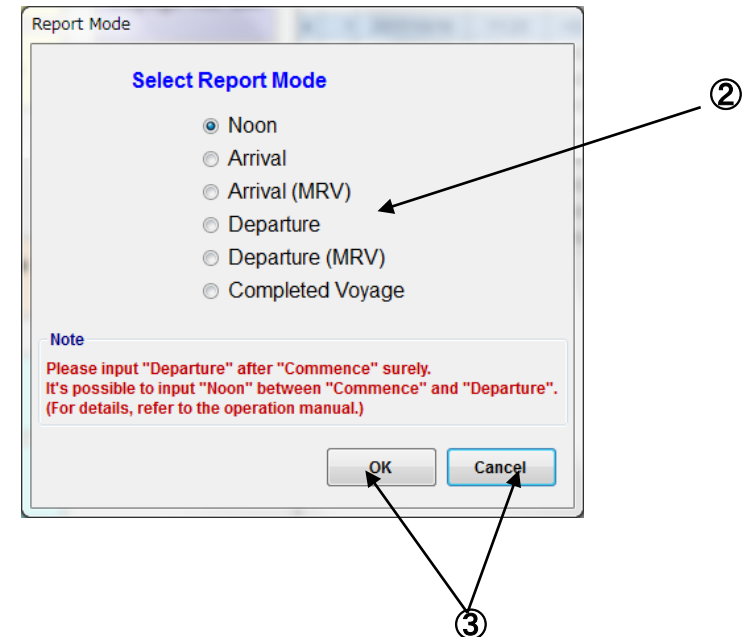 Report Mode
Select Report Mode
②
Noon
Arrival
Arrival (MRV)
Departure
Departure (MRV)
Completed Voyage
Note
Please input "Departure" after "Commence" surely.
It's possible to input "Noon" between "Commence" and "Departure".
(For details, refer to the operation manual.)
OK
Cancel
③